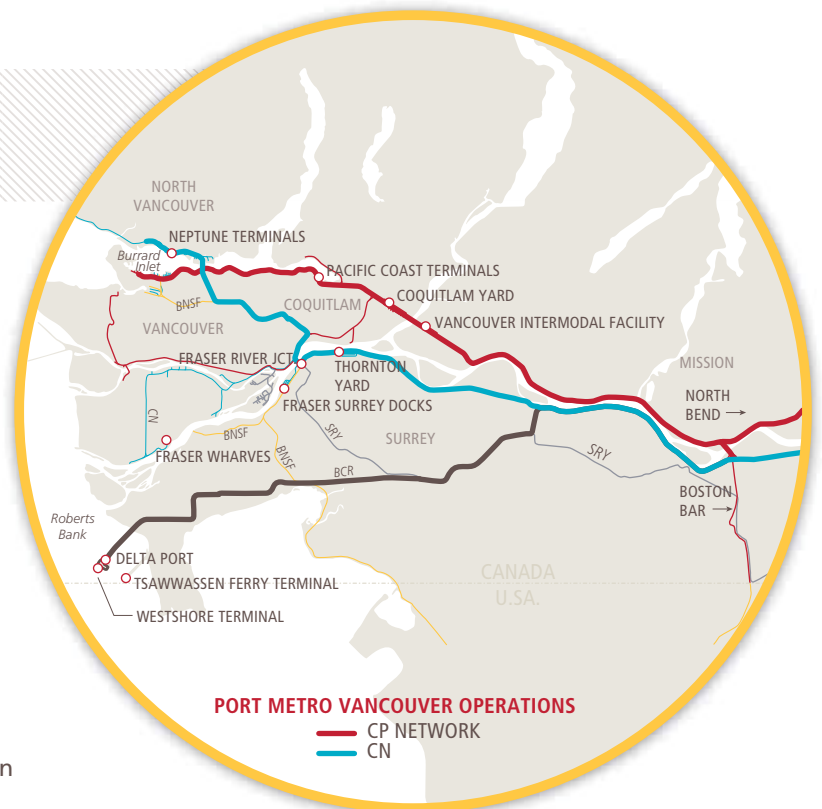 NORTH
VANCOUVER
NEPTUNE TERMINALS
Burrard
Inlet
PACIFIC COAST TERMINALS
COQUITLAM YARD
BNSF
COQUITLAM
VANCOUVER
VANCOUVER INTERMODAL FACILITY
FRASER RIVER JCT
THORNTON
YARD
MISSION
NORTH
BEND
FRASER SURREY DOCKS
CN
BNSF
BNSF
SRY
SURREY
SRY
FRASER WHARVES
BCR
BOSTON
BAR
Roberts
Bank
DELTA PORT
TSAWWASSEN FERRY TERMINAL
WESTSHORE TERMINAL
CANADA
U.S.A.
PORT METRO VANCOUVER OPERATIONS
CP NETWORK
CN
n